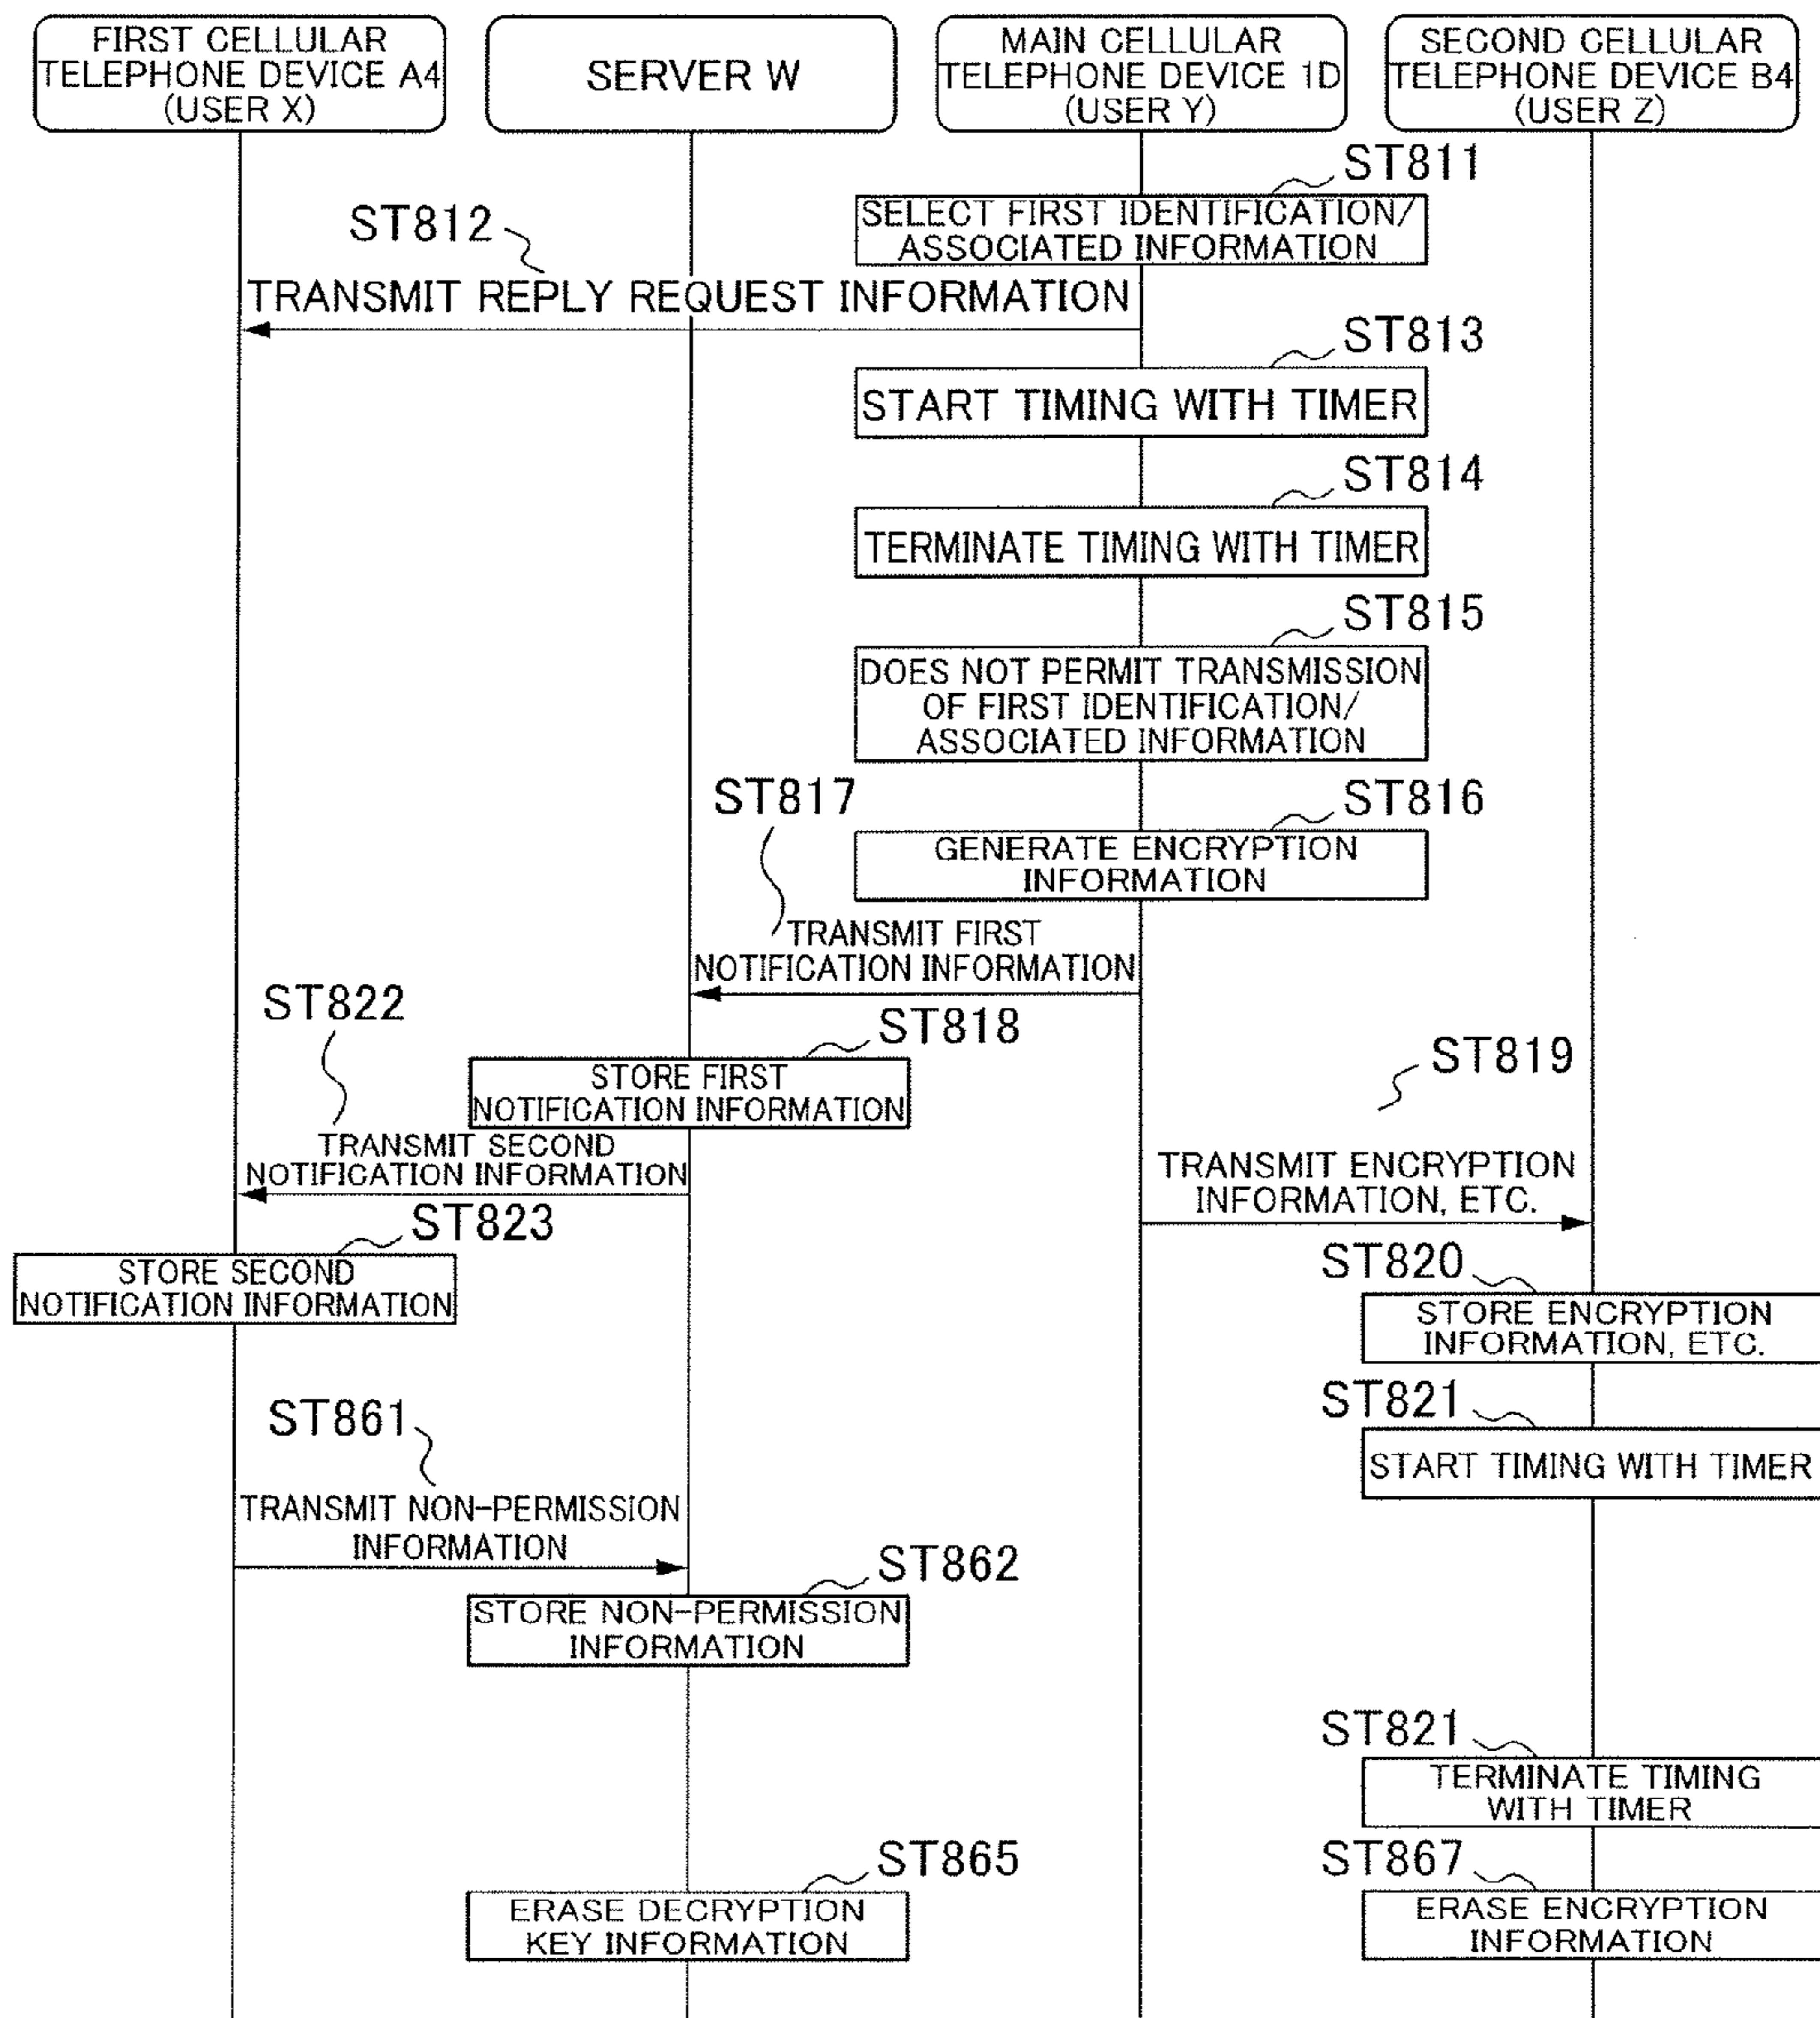 FIRST CELLULAR
TELEPHONE DEVICE A4
(USER X)
SERVER W
MAIN CELLULAR
TELEPHONE DEVICE 1D
(USER Y)
SECOND CELLULAR
TELEPHONE DEVICE B4
(USER Z)
ST811
SELECT FIRST IDENTIFICATION/
ASSOCIATED INFORMATION
ST812
TRANSMIT REPLY REQUEST INFORMATION
ST813
START TIMING WITH TIMER
ST814
TERMINATE TIMING WITH TIMER
ST815
DOES NOT PERMIT TRANSMISSION
OF FIRST IDENTIFICATION/
ASSOCIATED INFORMATION
ST816
GENERATE ENCRYPTION
INFORMATION
ST817
TRANSMIT FIRST
NOTIFICATION INFORMATION
ST818
STORE FIRST
NOTIFICATION INFORMATION
ST822
TRANSMIT SECOND
NOTIFICATION INFORMATION
ST819
TRANSMIT ENCRYPTION
INFORMATION, ETC.
ST823
STORE SECOND
NOTIFICATION INFORMATION
ST820
STORE ENCRYPTION
INFORMATION, ETC.
ST821
START TIMING WITH TIMER
ST861
TRANSMIT NON-PERMISSION
INFORMATION
ST862
STORE NON-PERMISSION
INFORMATION
ST821
TERMINATE TIMING
WITH TIMER
ST865
ERASE DECRYPTION
KEY INFORMATION
ST867
ERASE ENCRYPTION
INFORMATION